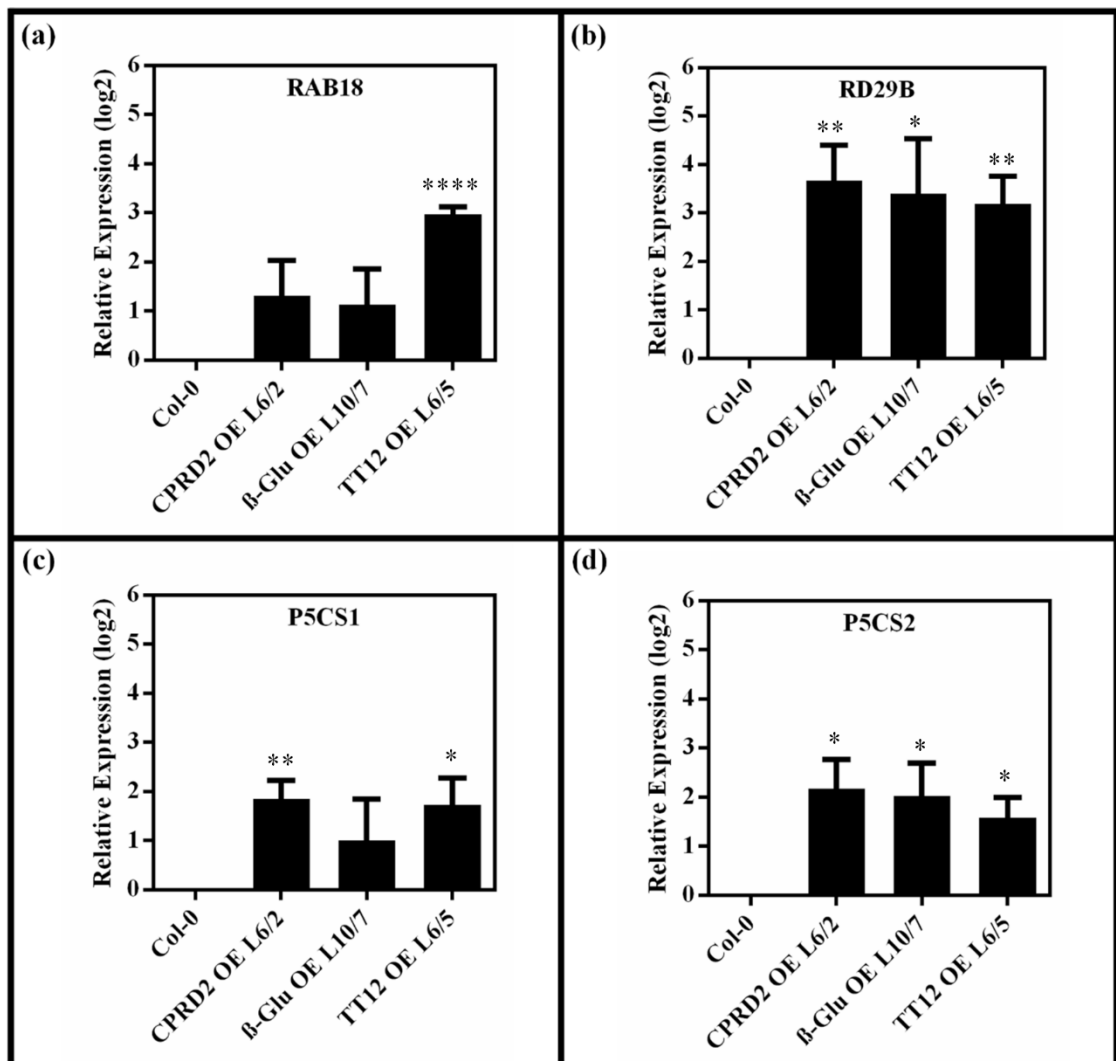 (a)
RAB18
Relative Expression (log2)
6
5
4
3
2
1
0
****
Col-0
CPRD2 OE L6/2
ß-Glu OE L10/7
TT12 OE L6/5
(b)
RD29B
Relative Expression (log2)
6
5
4
3
2
1
0
**
*
**
Col-0
CPRD2 OE L6/2
ß-Glu OE L10/7
TT12 OE L6/5
(c)
P5CS1
Relative Expression (log2)
6
5
4
3
2
1
0
**
*
Col-0
CPRD2 OE L6/2
ß-Glu OE L10/7
TT12 OE L6/5
(d)
P5CS2
Relative Expression (log2)
6
5
4
3
2
1
0
*
*
*
Col-0
CPRD2 OE L6/2
ß-Glu OE L10/7
TT12 OE L6/5